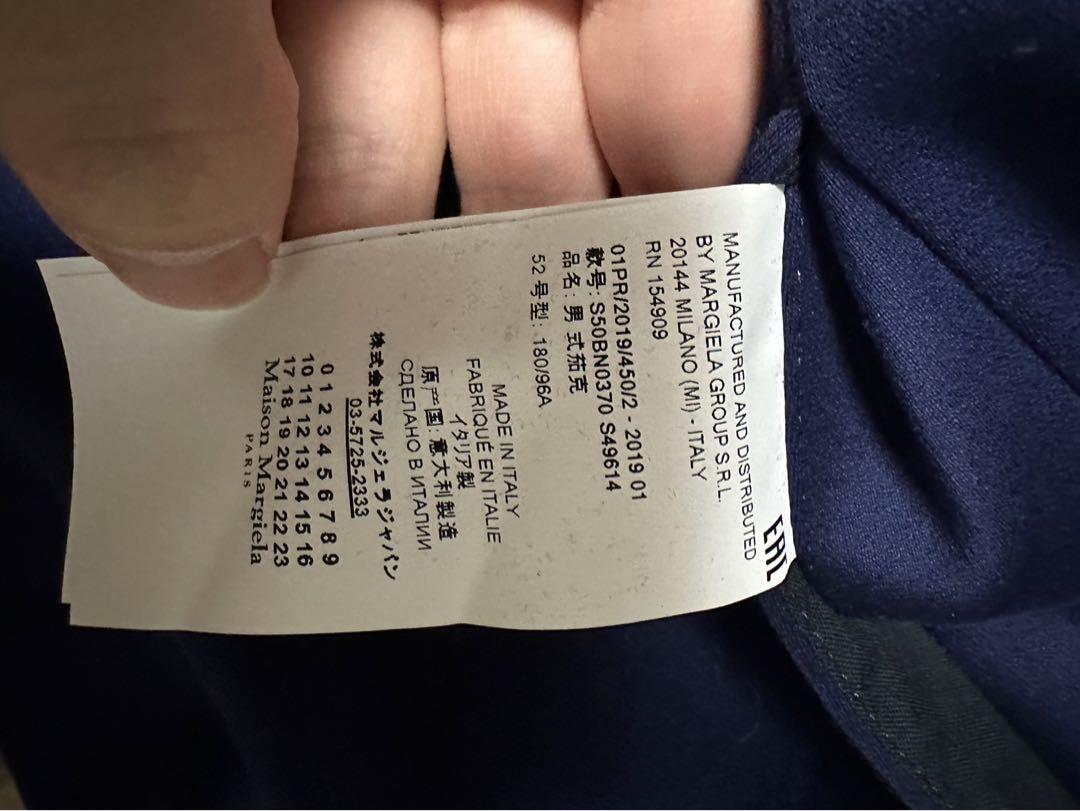 MANUFACTURED AND DISTRIBUTED
BY MARGIELA GROUP S.R.L.
20144 MILANO (MI) - ITALY
RN 154909
EAC
01PR/2019/450/2 - 2019 01
款号: S50BN0370 S49614
品名: 男 式茄克
52 号型: 180/96A
MADE IN ITALY
FABRIQUÉ EN ITALIE
イタリア製
原产国: 意大利製造
СДЕЛАНО В ИТАЛИИ
株式会社マルジェラジャパン
03-5725-2333
0 1 2 3 4 5 6 7 8 9
10 11 12 13 14 15 16
17 18 19 20 21 22 23
Maison Margiela
PARIS